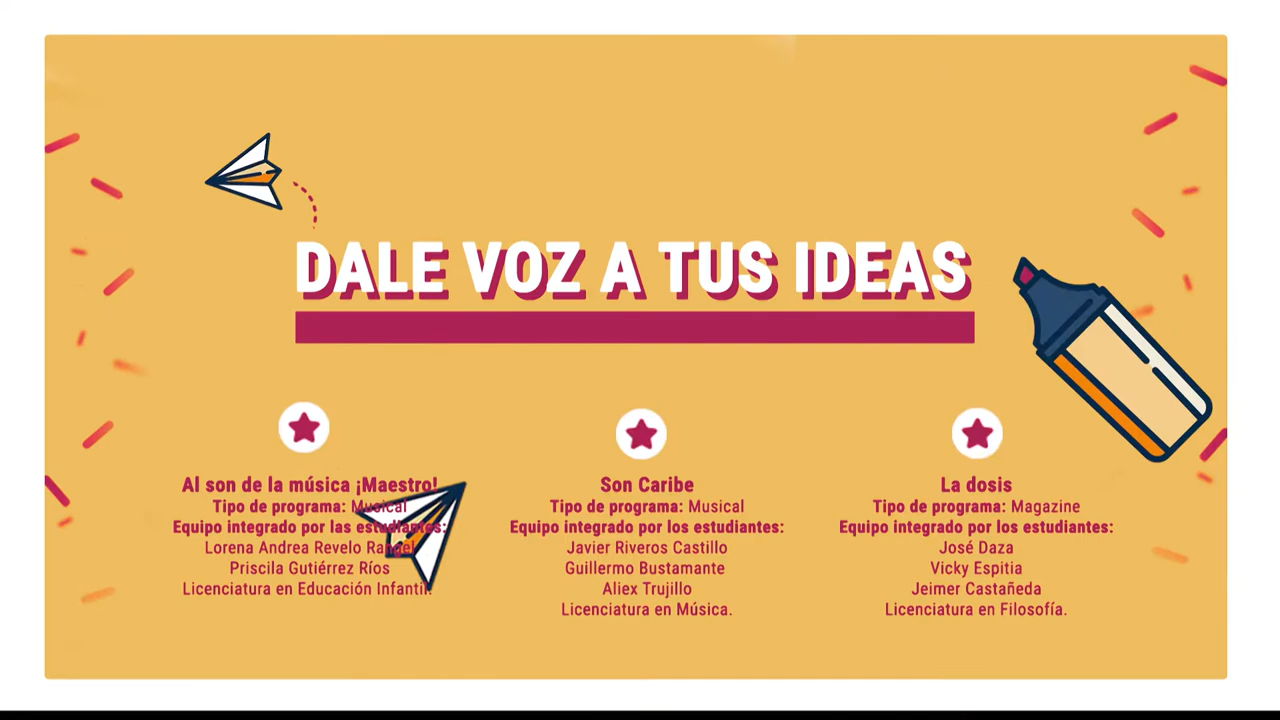 DALE VOZ A TUS IDEAS
Al son de la música ¡Maestro!
Tipo de programa: Musical
Equipo integrado por las estudiantes:
Lorena Andrea Revelo Rangel
Priscila Gutiérrez Ríos
Licenciatura en Educación Infantil.
Son Caribe
Tipo de programa: Musical
Equipo integrado por los estudiantes:
Javier Riveros Castillo
Guillermo Bustamante
Aliex Trujillo
Licenciatura en Música.
La dosis
Tipo de programa: Magazine
Equipo integrado por los estudiantes:
José Daza
Vicky Espitia
Jeimer Castañeda
Licenciatura en Filosofía.